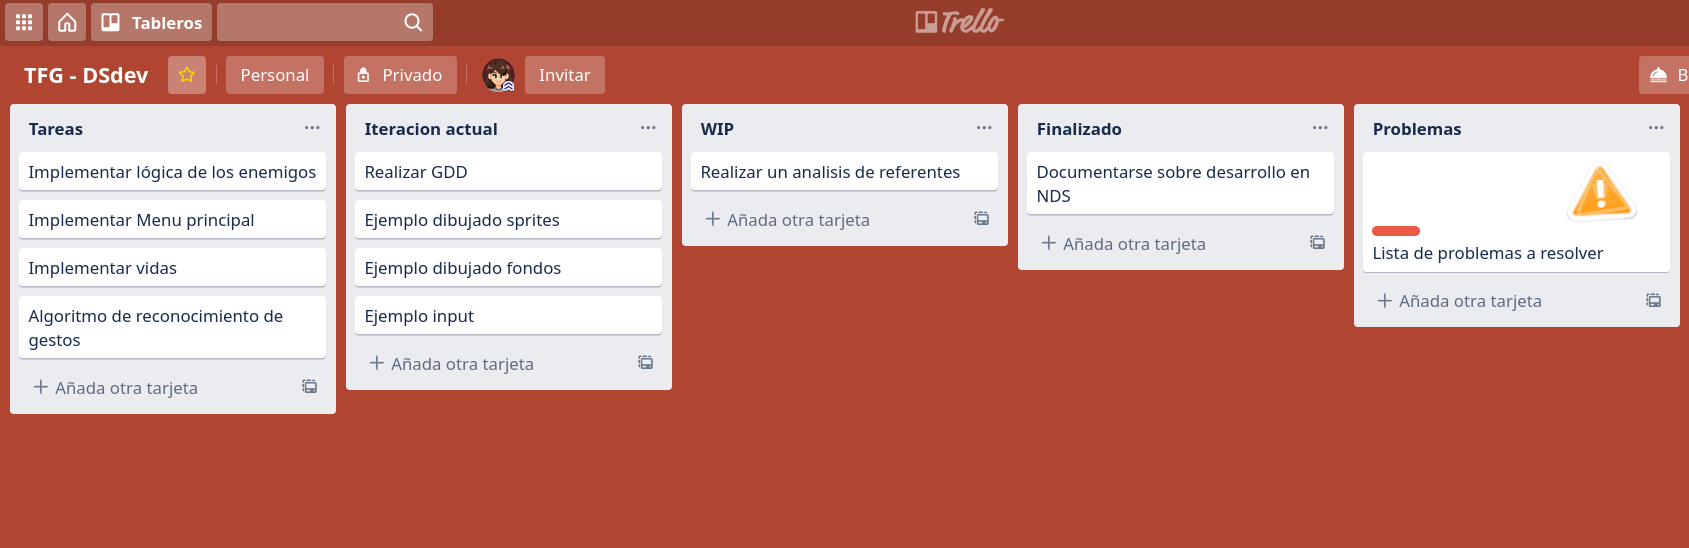 Tableros
Trello
TFG - DSdev
Personal
Privado
Invitar
B
Tareas
Implementar lógica de los enemigos
Implementar Menu principal
Implementar vidas
Algoritmo de reconocimiento de
gestos
Añada otra tarjeta
Iteracion actual
Realizar GDD
Ejemplo dibujado sprites
Ejemplo dibujado fondos
Ejemplo input
Añada otra tarjeta
WIP
Realizar un analisis de referentes
Añada otra tarjeta
Finalizado
Documentarse sobre desarrollo en
NDS
Añada otra tarjeta
Problemas
Lista de problemas a resolver
Añada otra tarjeta